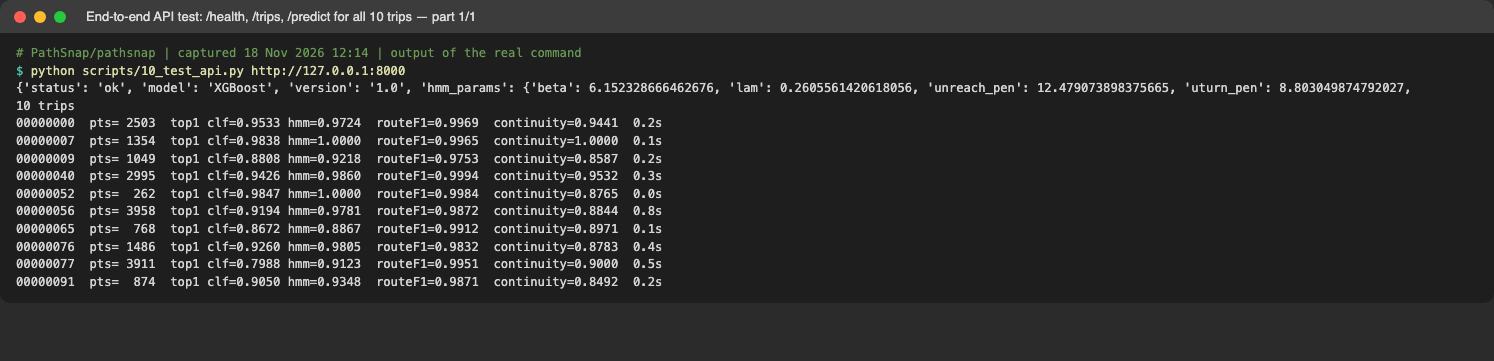 End-to-end API test: /health, /trips, /predict for all 10 trips — part 1/1
# PathSnap/pathsnap | captured 18 Nov 2026 12:14 | output of the real command
$ python scripts/10_test_api.py http://127.0.0.1:8000
{'status': 'ok', 'model': 'XGBoost', 'version': '1.0', 'hmm_params': {'beta': 6.152328666462676, 'lam': 0.2605561420618056, 'unreach_pen': 12.479073898375665, 'uturn_pen': 8.803049874792027,
10 trips
00000000  pts= 2503  top1 clf=0.9533 hmm=0.9724  routeF1=0.9969  continuity=0.9441  0.2s
00000007  pts= 1354  top1 clf=0.9838 hmm=1.0000  routeF1=0.9965  continuity=1.0000  0.1s
00000009  pts= 1049  top1 clf=0.8808 hmm=0.9218  routeF1=0.9753  continuity=0.8587  0.2s
00000040  pts= 2995  top1 clf=0.9426 hmm=0.9860  routeF1=0.9994  continuity=0.9532  0.3s
00000052  pts=  262  top1 clf=0.9847 hmm=1.0000  routeF1=0.9984  continuity=0.8765  0.0s
00000056  pts= 3958  top1 clf=0.9194 hmm=0.9781  routeF1=0.9872  continuity=0.8844  0.8s
00000065  pts=  768  top1 clf=0.8672 hmm=0.8867  routeF1=0.9912  continuity=0.8971  0.1s
00000076  pts= 1486  top1 clf=0.9260 hmm=0.9805  routeF1=0.9832  continuity=0.8783  0.4s
00000077  pts= 3911  top1 clf=0.7988 hmm=0.9123  routeF1=0.9951  continuity=0.9000  0.5s
00000091  pts=  874  top1 clf=0.9050 hmm=0.9348  routeF1=0.9871  continuity=0.8492  0.2s